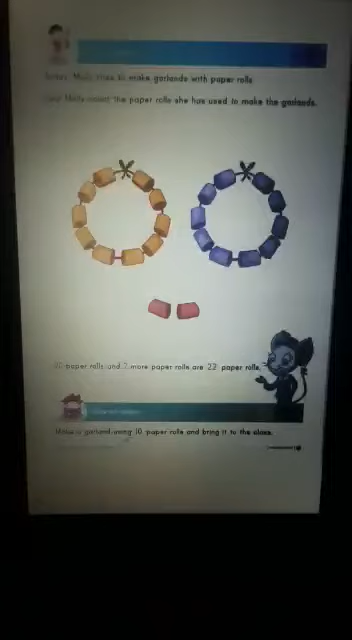 likes to make garlands with paper rolls.
count the paper rolls she has used to make the garlands.
20 paper rolls and 2 more paper rolls are 22 paper rolls.
Make a garland using 10 paper rolls and bring it to the class.